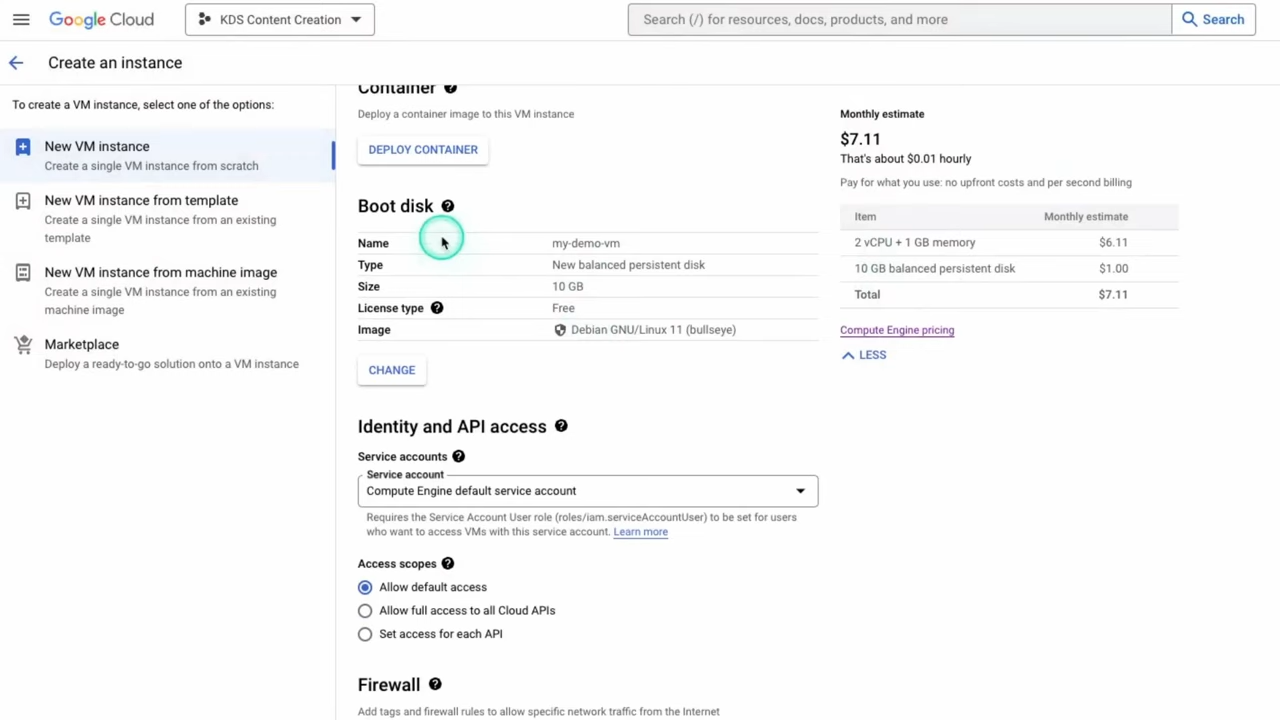 Google Cloud
KDS Content Creation
Search (/) for resources, docs, products, and more
Search
Create an instance
To create a VM instance, select one of the options:
New VM instance
Create a single VM instance from scratch
New VM instance from template
Create a single VM instance from an existing
template
New VM instance from machine image
Create a single VM instance from an existing
machine image
Marketplace
Deploy a ready-to-go solution onto a VM instance
Container
Deploy a container image to this VM instance
DEPLOY CONTAINER
Boot disk
Name my-demo-vm
Type New balanced persistent disk
Size 10 GB
License type Free
Image Debian GNU/Linux 11 (bullseye)
CHANGE
Identity and API access
Service accounts
Service account
Compute Engine default service account
Requires the Service Account User role (roles/iam.serviceAccountUser) to be set for users
who want to access VMs with this service account. Learn more
Access scopes
Allow default access
Allow full access to all Cloud APIs
Set access for each API
Firewall
Add tags and firewall rules to allow specific network traffic from the Internet
Monthly estimate
$7.11
That's about $0.01 hourly
Pay for what you use: no upfront costs and per second billing
Item Monthly estimate
2 vCPU + 1 GB memory $6.11
10 GB balanced persistent disk $1.00
Total $7.11
Compute Engine pricing
LESS